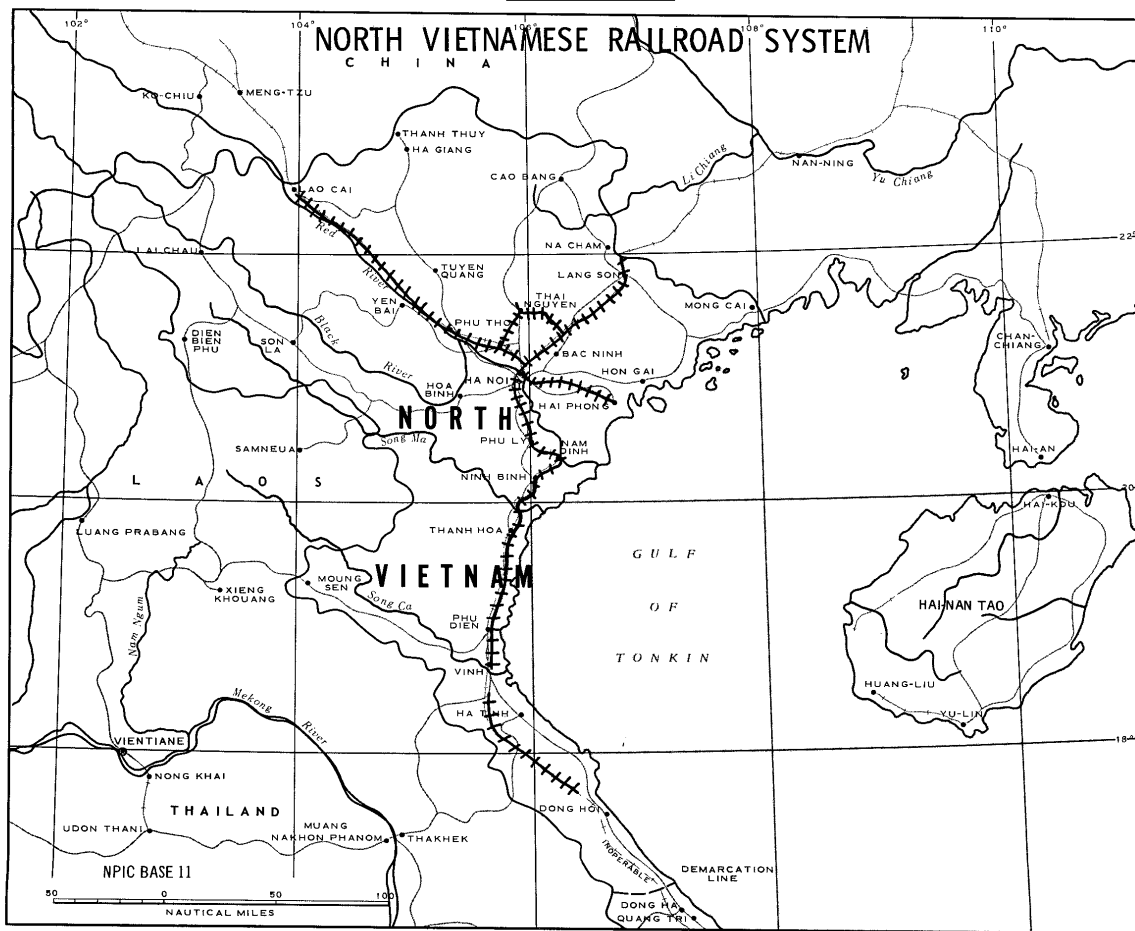 102°
104°
106°
108°
110°
NORTH VIETNAMESE RAILROAD SYSTEM
CHINA
KO-CHIU
MENG-TZU
THANH THUY
HA GIANG
CAO BANG
Li Chiang
NAN-NING
Yu Chiang
LAO CAI
Red
River
NA CHAM
22°
LAI CHAU
TUYEN
QUANG
LANG SON
YEN
BAI
THAI
NGUYEN
MONG CAI
PHU THO
Black
River
DIEN
BIEN
PHU
SON
LA
BAC NINH
CHAN-
CHIANG
HON GAI
HA NOI
HOA
BINH
HAI PHONG
NORTH
Song Ma
PHU LY
NAM
DINH
SAMNEUA
HAI-AN
NINH BINH
LAOS
20°
HAI-KOU
LUANG PRABANG
THANH HOA
GULF
OF
TONKIN
VIETNAM
MOUNG
SEN
XIENG
KHOUANG
Song Ca
HAI-NAN TAO
Nam Ngum
PHU
DIEN
VINH
HUANG-LIU
YU-LIN
Mekong
River
HA TINH
18°
VIENTIANE
NONG KHAI
THAILAND
DONG HOI
UDON THANI
MUANG
NAKHON PHANOM
THAKHEK
INOPERABLE
NPIC BASE 11
DEMARCATION
LINE
50
0
50
100
NAUTICAL MILES
DONG HA
QUANG TRI